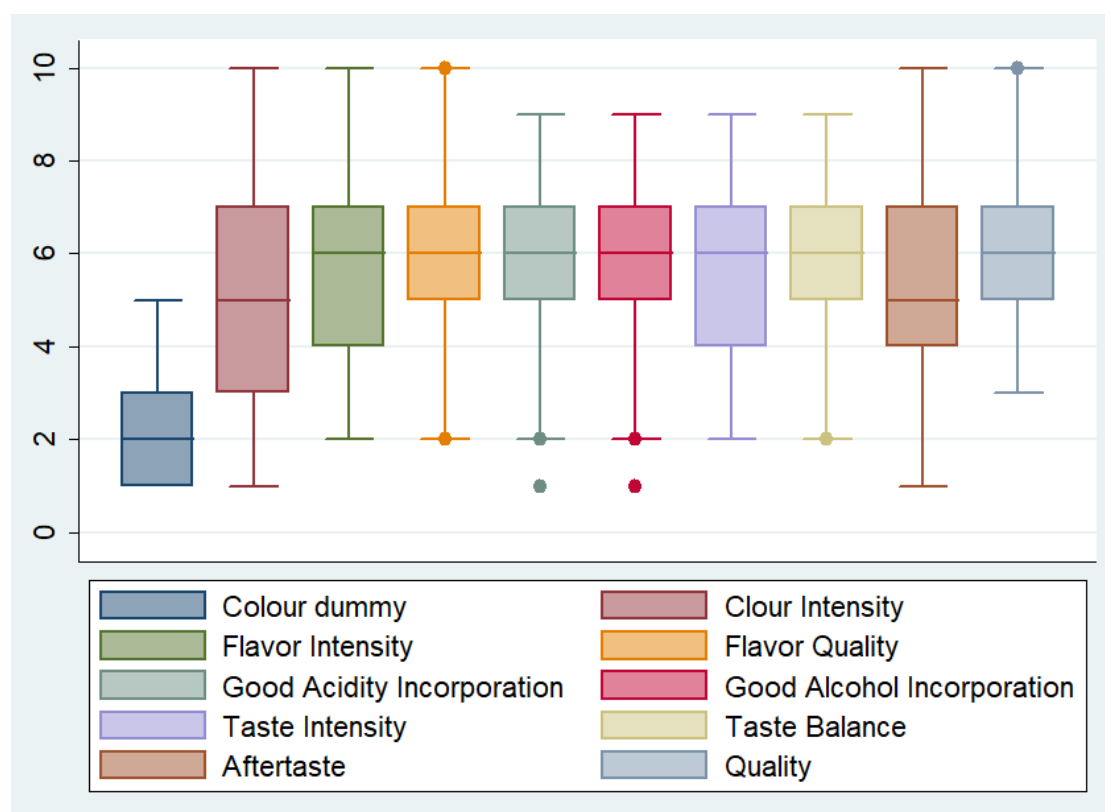 10
8
6
4
2
0
Colour dummy Clour Intensity
Flavor Intensity Flavor Quality
Good Acidity Incorporation Good Alcohol Incorporation
Taste Intensity Taste Balance
Aftertaste Quality